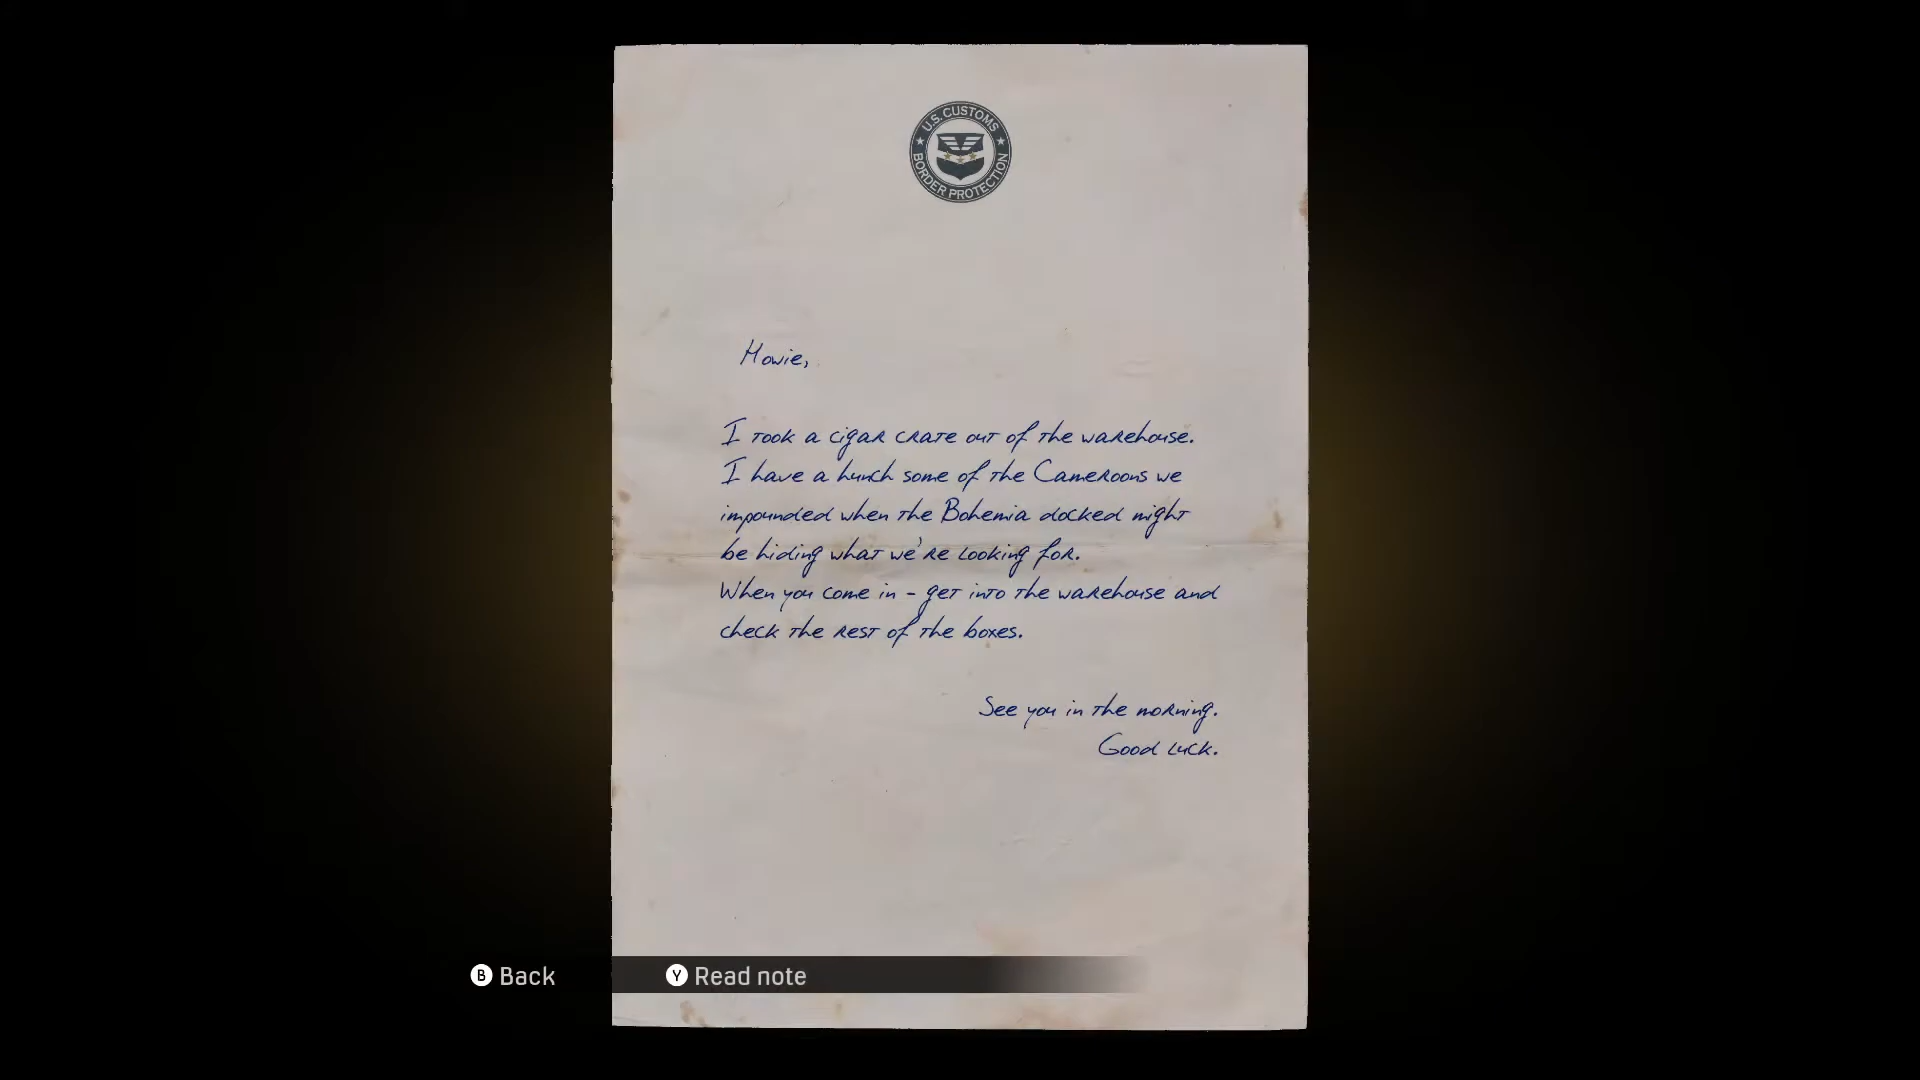 U.S. CUSTOMS
BORDER PROTECTION
Howie,
I took a cigar crate out of the warehouse.
I have a hunch some of the Cameroons we
impounded when the Bohemia docked might
be hiding what we're looking for.
When you come in - get into the warehouse and
check the rest of the boxes.
See you in the morning.
Good luck.
B Back
Y Read note